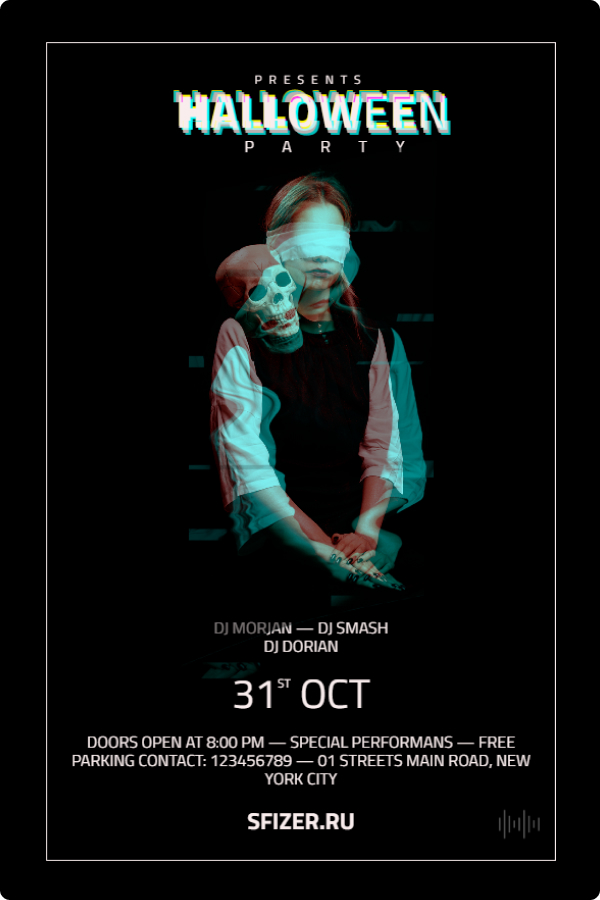 PRESENTS
HALLOWEEN
PARTY
DJ MORJAN — DJ SMASH
DJ DORIAN
31ST OCT
DOORS OPEN AT 8:00 PM — SPECIAL PERFORMANS — FREE
PARKING CONTACT: 123456789 — 01 STREETS MAIN ROAD, NEW
YORK CITY
SFIZER.RU